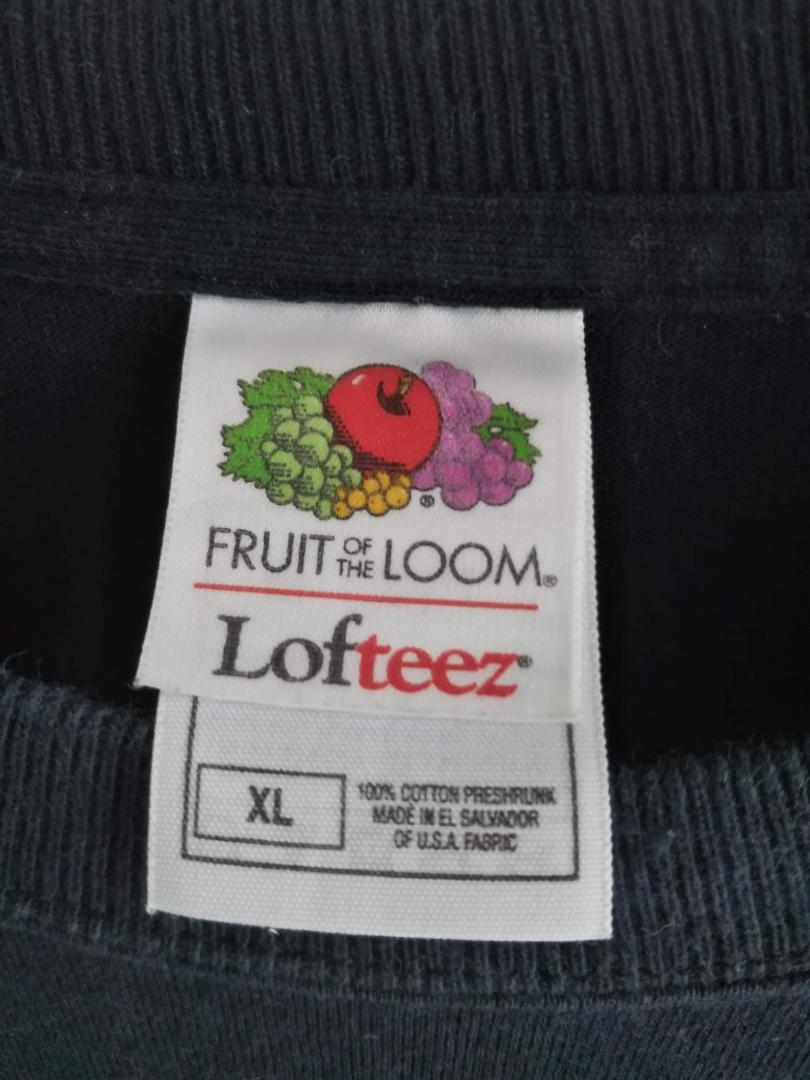 ®
FRUIT OF THE LOOM®
Lofteez®
XL
100% COTTON PRESHRUNK
MADE IN EL SALVADOR
OF U.S.A. FABRIC